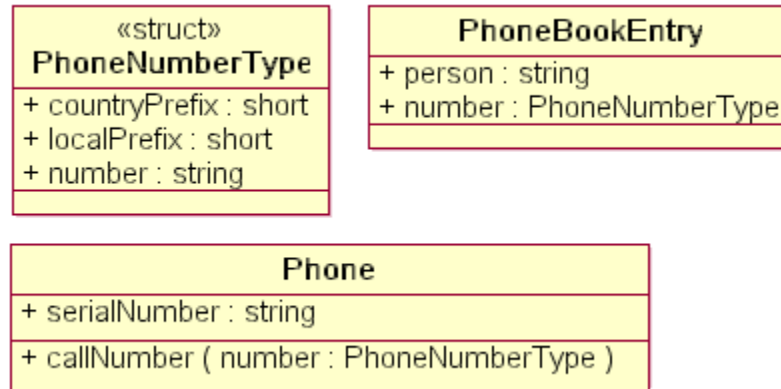 «struct»
PhoneNumberType
+ countryPrefix : short
+ localPrefix : short
+ number : string
PhoneBookEntry
+ person : string
+ number : PhoneNumberType
Phone
+ serialNumber : string
+ callNumber ( number : PhoneNumberType )